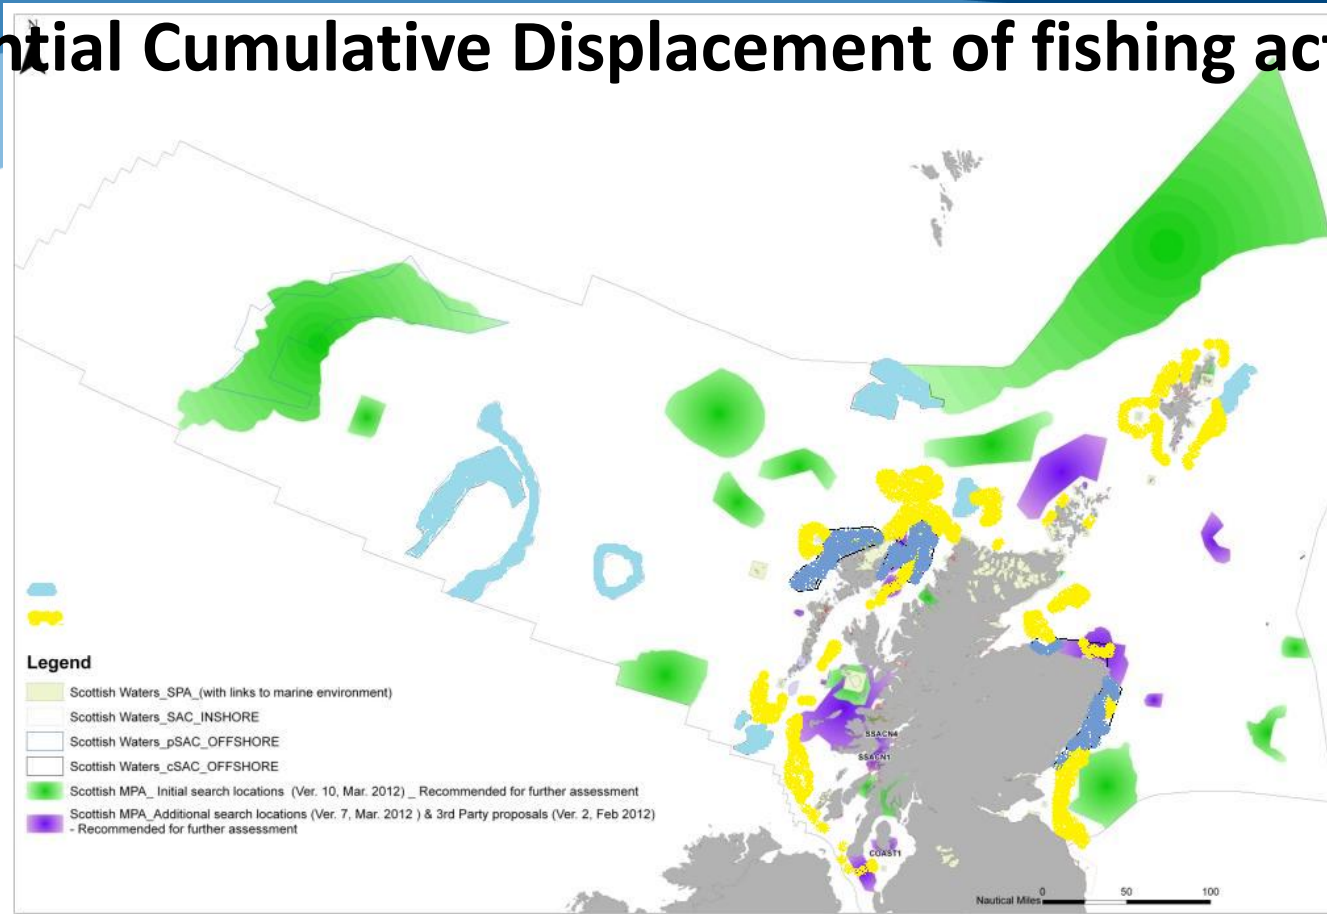 ntial Cumulative Displacement of fishing act
N
Legend
Scottish Waters_SPA_(with links to marine environment)
Scottish Waters_SAC_INSHORE
Scottish Waters_pSAC_OFFSHORE
Scottish Waters_cSAC_OFFSHORE
Scottish MPA_ Initial search locations (Ver. 10, Mar. 2012) _ Recommended for further assessment
Scottish MPA_Additional search locations (Ver. 7, Mar. 2012 ) & 3rd Party proposals (Ver. 2, Feb 2012)
- Recommended for further assessment
SSACN4
SSACN1
COAST1
0 50 100
Nautical Miles